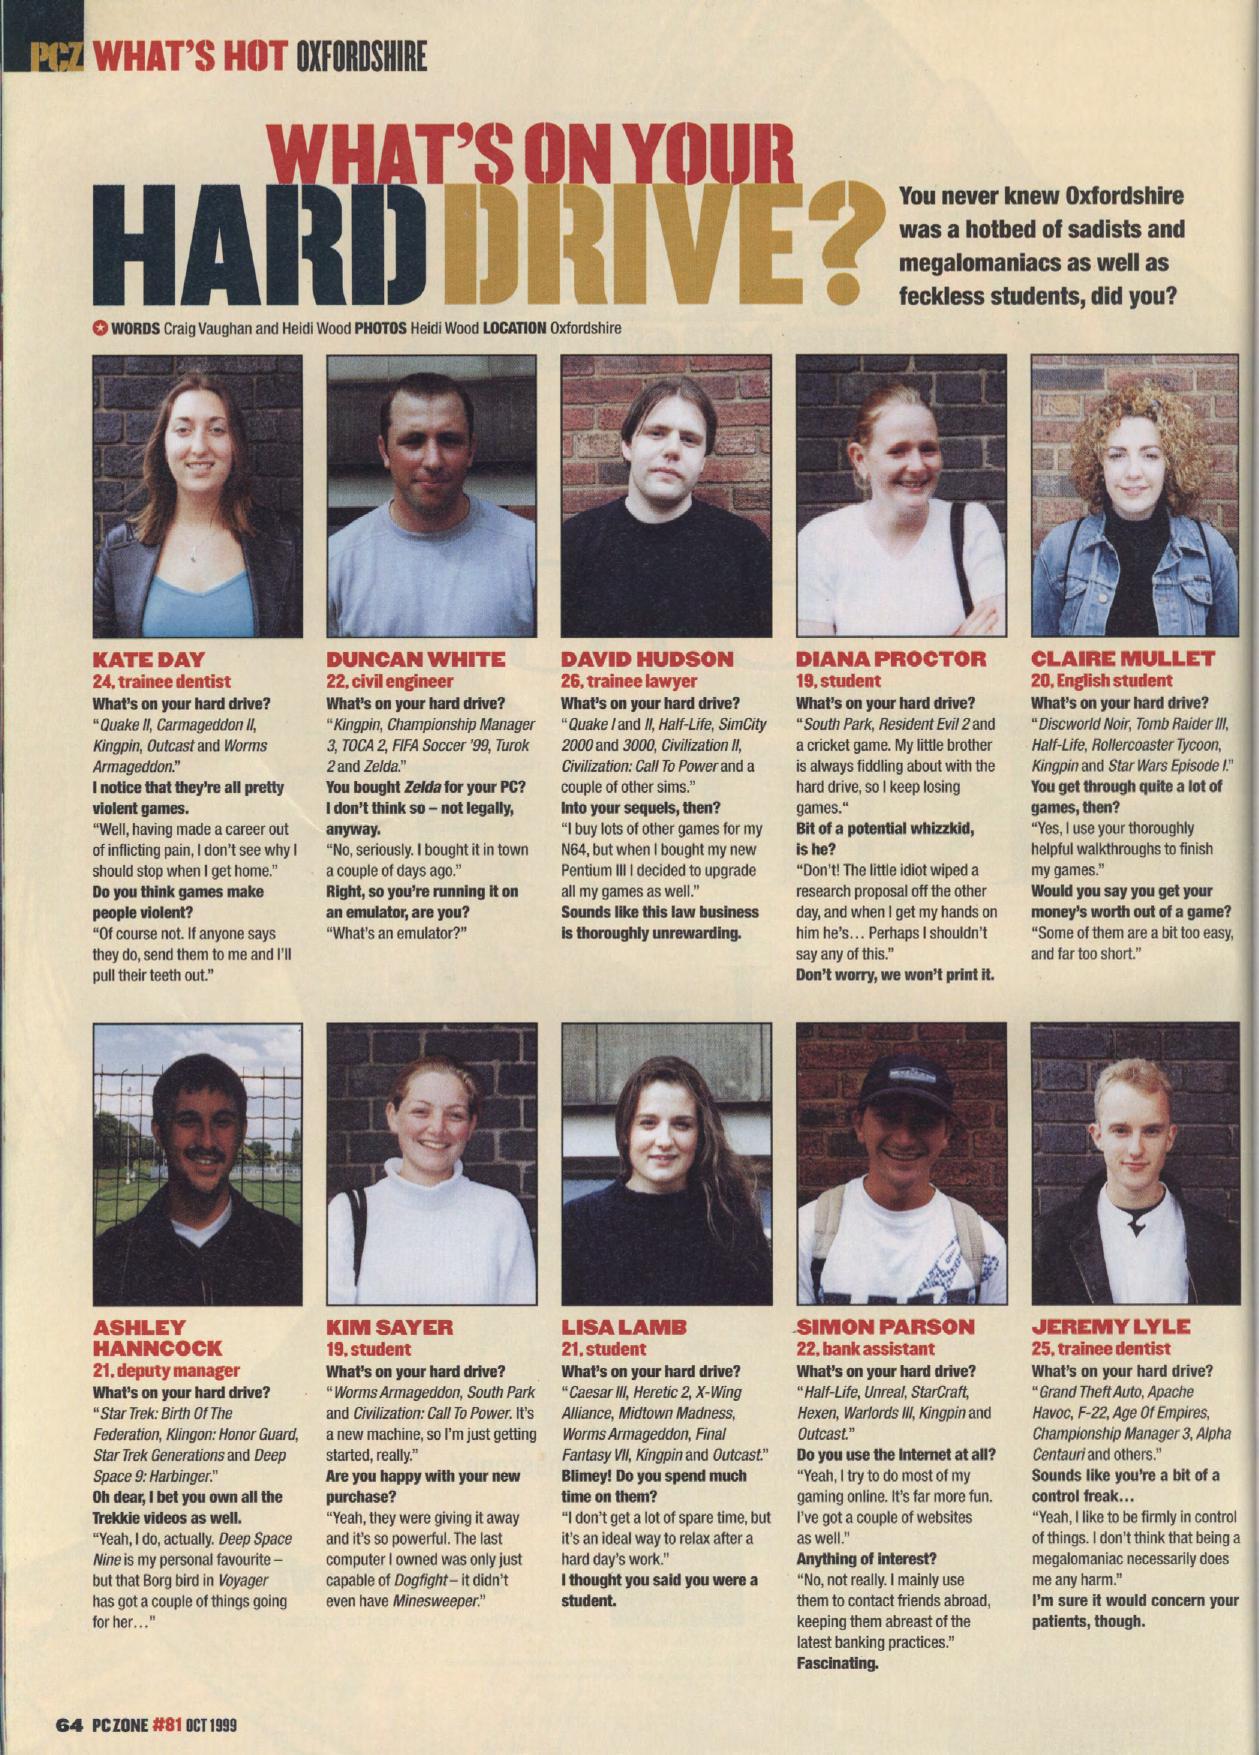 PCZ WHAT'S HOT OXFORDSHIRE
WHAT'S ON YOUR
HARD DRIVE?
You never knew Oxfordshire
was a hotbed of sadists and
megalomaniacs as well as
feckless students, did you?
WORDS Craig Vaughan and Heidi Wood PHOTOS Heidi Wood LOCATION Oxfordshire
KATE DAY
24, trainee dentist
What's on your hard drive?
"Quake II, Carmageddon II,
Kingpin, Outcast and Worms
Armageddon."
I notice that they're all pretty
violent games.
"Well, having made a career out
of inflicting pain, I don't see why I
should stop when I get home."
Do you think games make
people violent?
"Of course not. If anyone says
they do, send them to me and I'll
pull their teeth out."
DUNCAN WHITE
22, civil engineer
What's on your hard drive?
"Kingpin, Championship Manager
3, TOCA 2, FIFA Soccer '99, Turok
2 and Zelda."
You bought Zelda for your PC?
I don't think so – not legally,
anyway.
"No, seriously. I bought it in town
a couple of days ago."
Right, so you're running it on
an emulator, are you?
"What's an emulator?"
DAVID HUDSON
26, trainee lawyer
What's on your hard drive?
"Quake I and II, Half-Life, SimCity
2000 and 3000, Civilization II,
Civilization: Call To Power and a
couple of other sims."
Into your sequels, then?
"I buy lots of other games for my
N64, but when I bought my new
Pentium III I decided to upgrade
all my games as well."
Sounds like this law business
is thoroughly unrewarding.
DIANA PROCTOR
19, student
What's on your hard drive?
"South Park, Resident Evil 2 and
a cricket game. My little brother
is always fiddling about with the
hard drive, so I keep losing
games."
Bit of a potential whizzkid,
is he?
"Don't! The little idiot wiped a
research proposal off the other
day, and when I get my hands on
him he's... Perhaps I shouldn't
say any of this."
Don't worry, we won't print it.
CLAIRE MULLET
20, English student
What's on your hard drive?
"Discworld Noir, Tomb Raider III,
Half-Life, Rollercoaster Tycoon,
Kingpin and Star Wars Episode I."
You get through quite a lot of
games, then?
"Yes, I use your thoroughly
helpful walkthroughs to finish
my games."
Would you say you get your
money's worth out of a game?
"Some of them are a bit too easy,
and far too short."
ASHLEY
HANNCOCK
21, deputy manager
What's on your hard drive?
"Star Trek: Birth Of The
Federation, Klingon: Honor Guard,
Star Trek Generations and Deep
Space 9: Harbinger."
Oh dear, I bet you own all the
Trekkie videos as well.
"Yeah, I do, actually. Deep Space
Nine is my personal favourite –
but that Borg bird in Voyager
has got a couple of things going
for her..."
KIM SAYER
19, student
What's on your hard drive?
"Worms Armageddon, South Park
and Civilization: Call To Power. It's
a new machine, so I'm just getting
started, really."
Are you happy with your new
purchase?
"Yeah, they were giving it away
and it's so powerful. The last
computer I owned was only just
capable of Dogfight – it didn't
even have Minesweeper."
LISA LAMB
21, student
What's on your hard drive?
"Caesar III, Heretic 2, X-Wing
Alliance, Midtown Madness,
Worms Armageddon, Final
Fantasy VII, Kingpin and Outcast."
Blimey! Do you spend much
time on them?
"I don't get a lot of spare time, but
it's an ideal way to relax after a
hard day's work."
I thought you said you were a
student.
SIMON PARSON
22, bank assistant
What's on your hard drive?
"Half-Life, Unreal, StarCraft,
Hexen, Warlords III, Kingpin and
Outcast."
Do you use the Internet at all?
"Yeah, I try to do most of my
gaming online. It's far more fun.
I've got a couple of websites
as well."
Anything of interest?
"No, not really. I mainly use
them to contact friends abroad,
keeping them abreast of the
latest banking practices."
Fascinating.
JEREMY LYLE
25, trainee dentist
What's on your hard drive?
"Grand Theft Auto, Apache
Havoc, F-22, Age Of Empires,
Championship Manager 3, Alpha
Centauri and others."
Sounds like you're a bit of a
control freak...
"Yeah, I like to be firmly in control
of things. I don't think that being a
megalomaniac necessarily does
me any harm."
I'm sure it would concern your
patients, though.
64 PC ZONE #81 OCT 1999